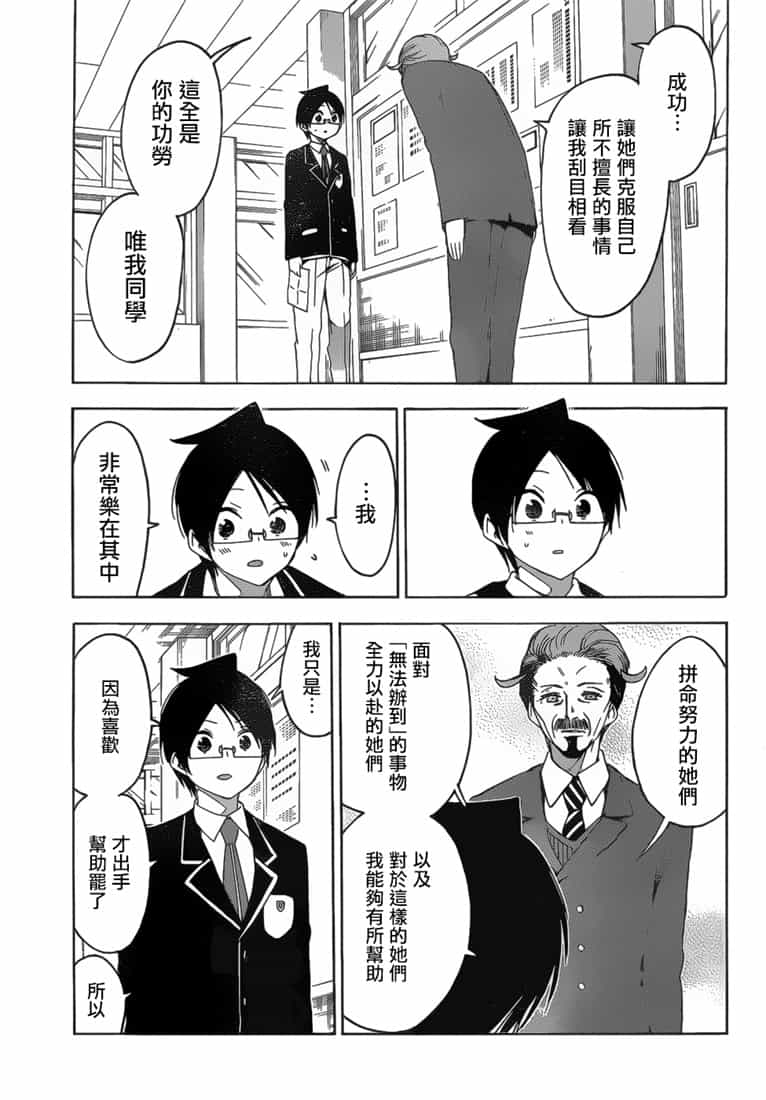 成功…
讓她們克服自己
所不擅長的事情
讓我刮目相看
這全是
你的功勞
唯我同學
…我
非常樂在其中
拼命努力的她們
面對
「無法辦到」的事物
全力以赴的她們
以及
對於這樣的她們
我能夠有所幫助
我只是…
因為喜歡
才出手
幫助罷了
所以